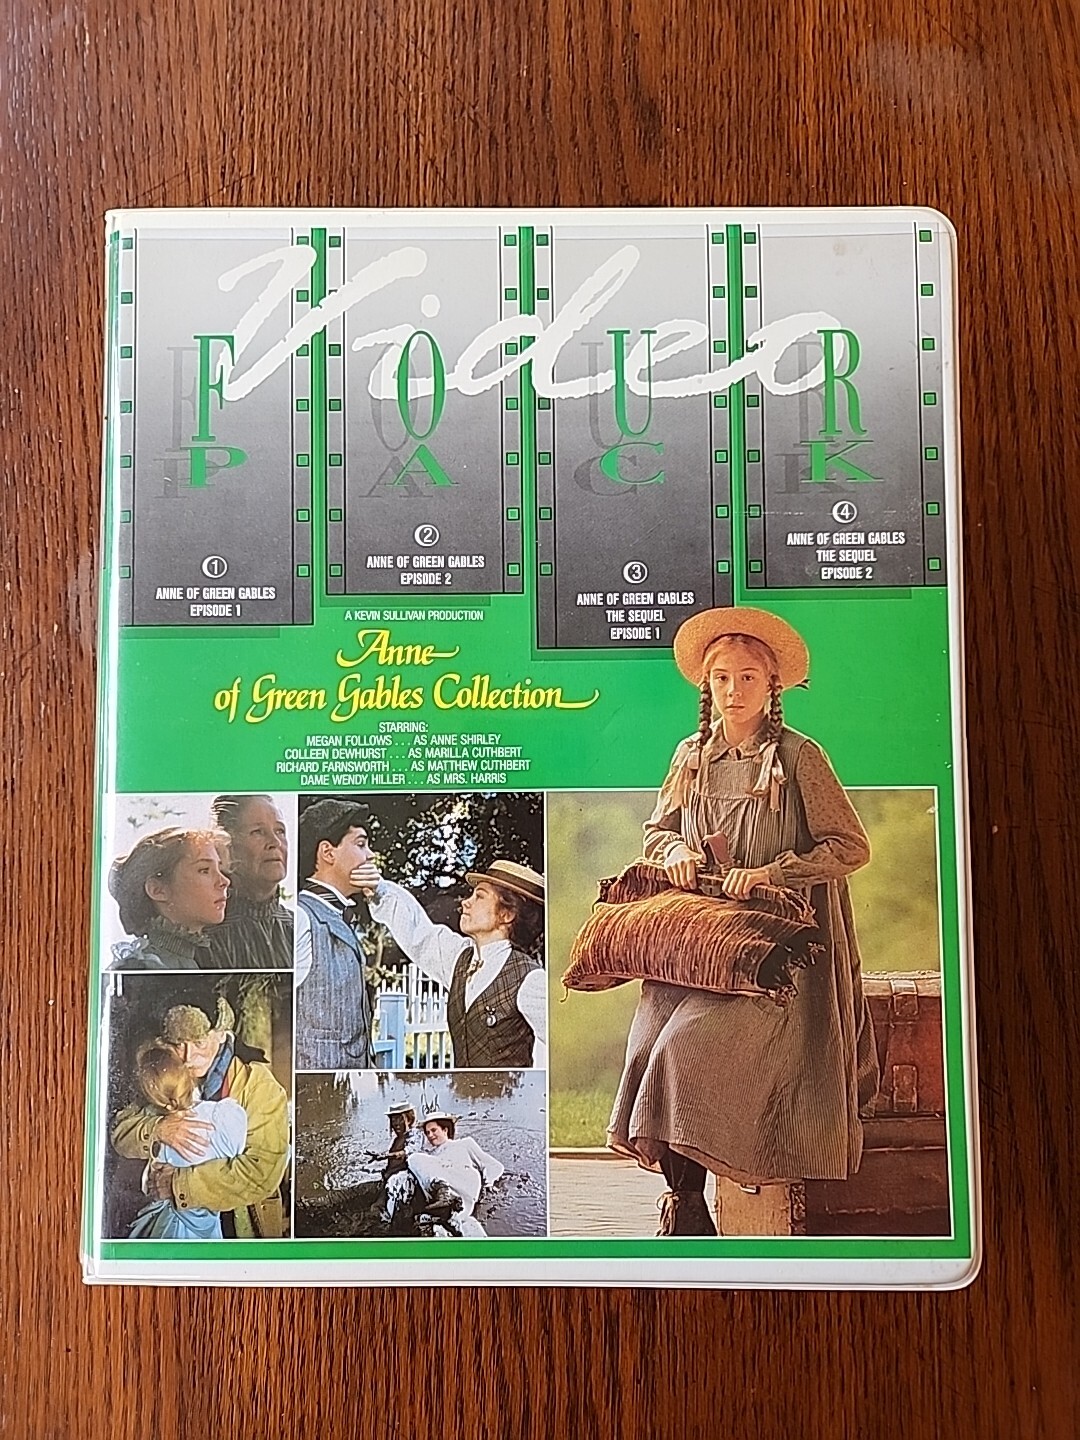 Video
FOUR
PACK
1
ANNE OF GREEN GABLES
EPISODE 1
2
ANNE OF GREEN GABLES
EPISODE 2
3
ANNE OF GREEN GABLES
THE SEQUEL
EPISODE 1
4
ANNE OF GREEN GABLES
THE SEQUEL
EPISODE 2
A KEVIN SULLIVAN PRODUCTION
Anne
of Green Gables Collection
STARRING:
MEGAN FOLLOWS . . . AS ANNE SHIRLEY
COLLEEN DEWHURST . . . AS MARILLA CUTHBERT
RICHARD FARNSWORTH . . . AS MATTHEW CUTHBERT
DAME WENDY HILLER . . . AS MRS. HARRIS